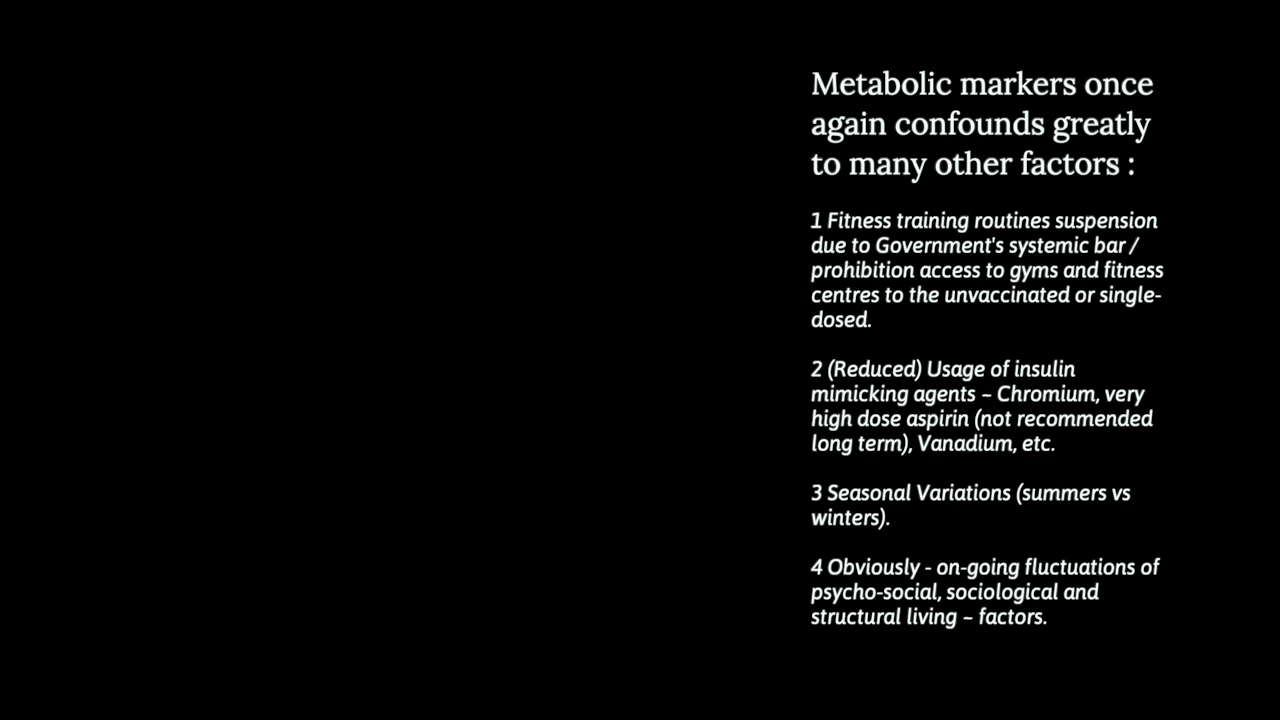 Metabolic markers once
again confounds greatly
to many other factors :
1 Fitness training routines suspension
due to Government's systemic bar /
prohibition access to gyms and fitness
centres to the unvaccinated or single-
dosed.
2 (Reduced) Usage of insulin
mimicking agents ~ Chromium, very
high dose aspirin (not recommended
long term), Vanadium, etc.
3 Seasonal Variations (summers vs
winters).
4 Obviously - on-going fluctuations of
psycho-social, sociological and
structural living ~ factors.